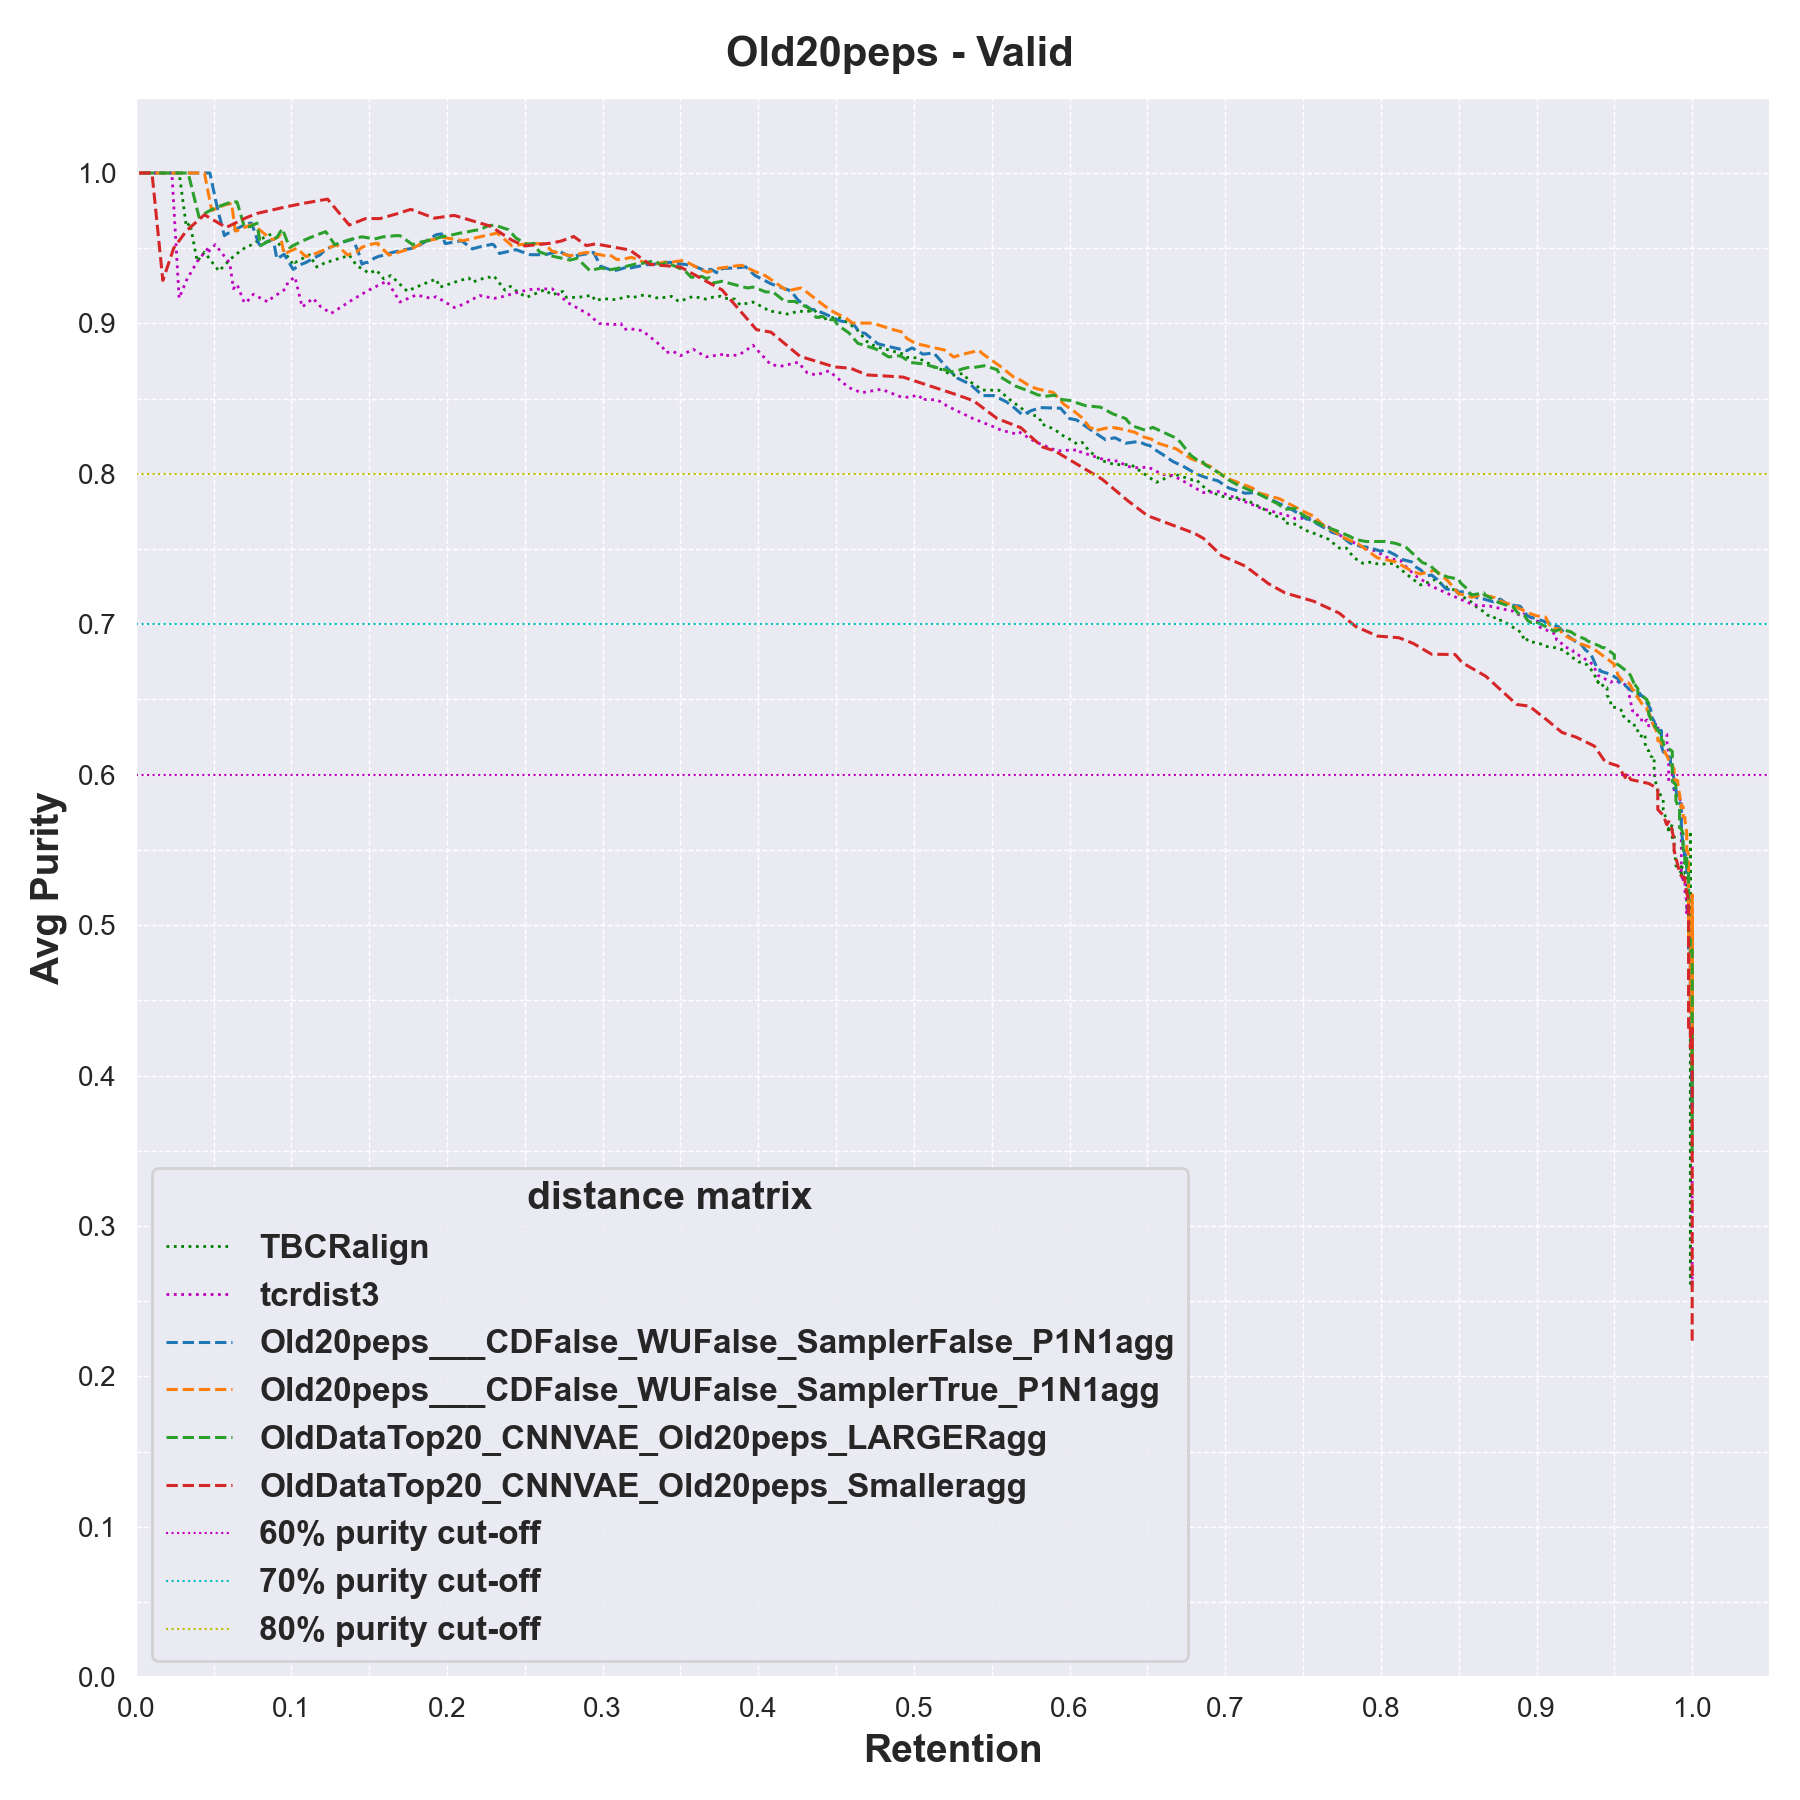 Old20peps - Valid
1.0
0.9
0.8
0.7
0.6
0.5
0.4
0.3
0.2
0.1
0.0
Avg Purity
distance matrix
TBCRalign
tcrdist3
Old20peps___CDFalse_WUFalse_SamplerFalse_P1N1agg
Old20peps___CDFalse_WUFalse_SamplerTrue_P1N1agg
OldDataTop20_CNNVAE_Old20peps_LARGERagg
OldDataTop20_CNNVAE_Old20peps_Smalleragg
60% purity cut-off
70% purity cut-off
80% purity cut-off
0.0 0.1 0.2 0.3 0.4 0.5 0.6 0.7 0.8 0.9 1.0
Retention